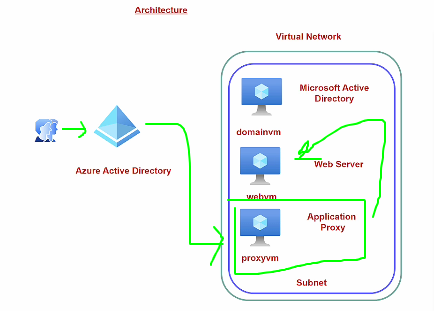 Architecture
Virtual Network
Microsoft Active
Directory
domainvm
Web Server
Azure Active Directory
webvm
Application
Proxy
proxyvm
Subnet